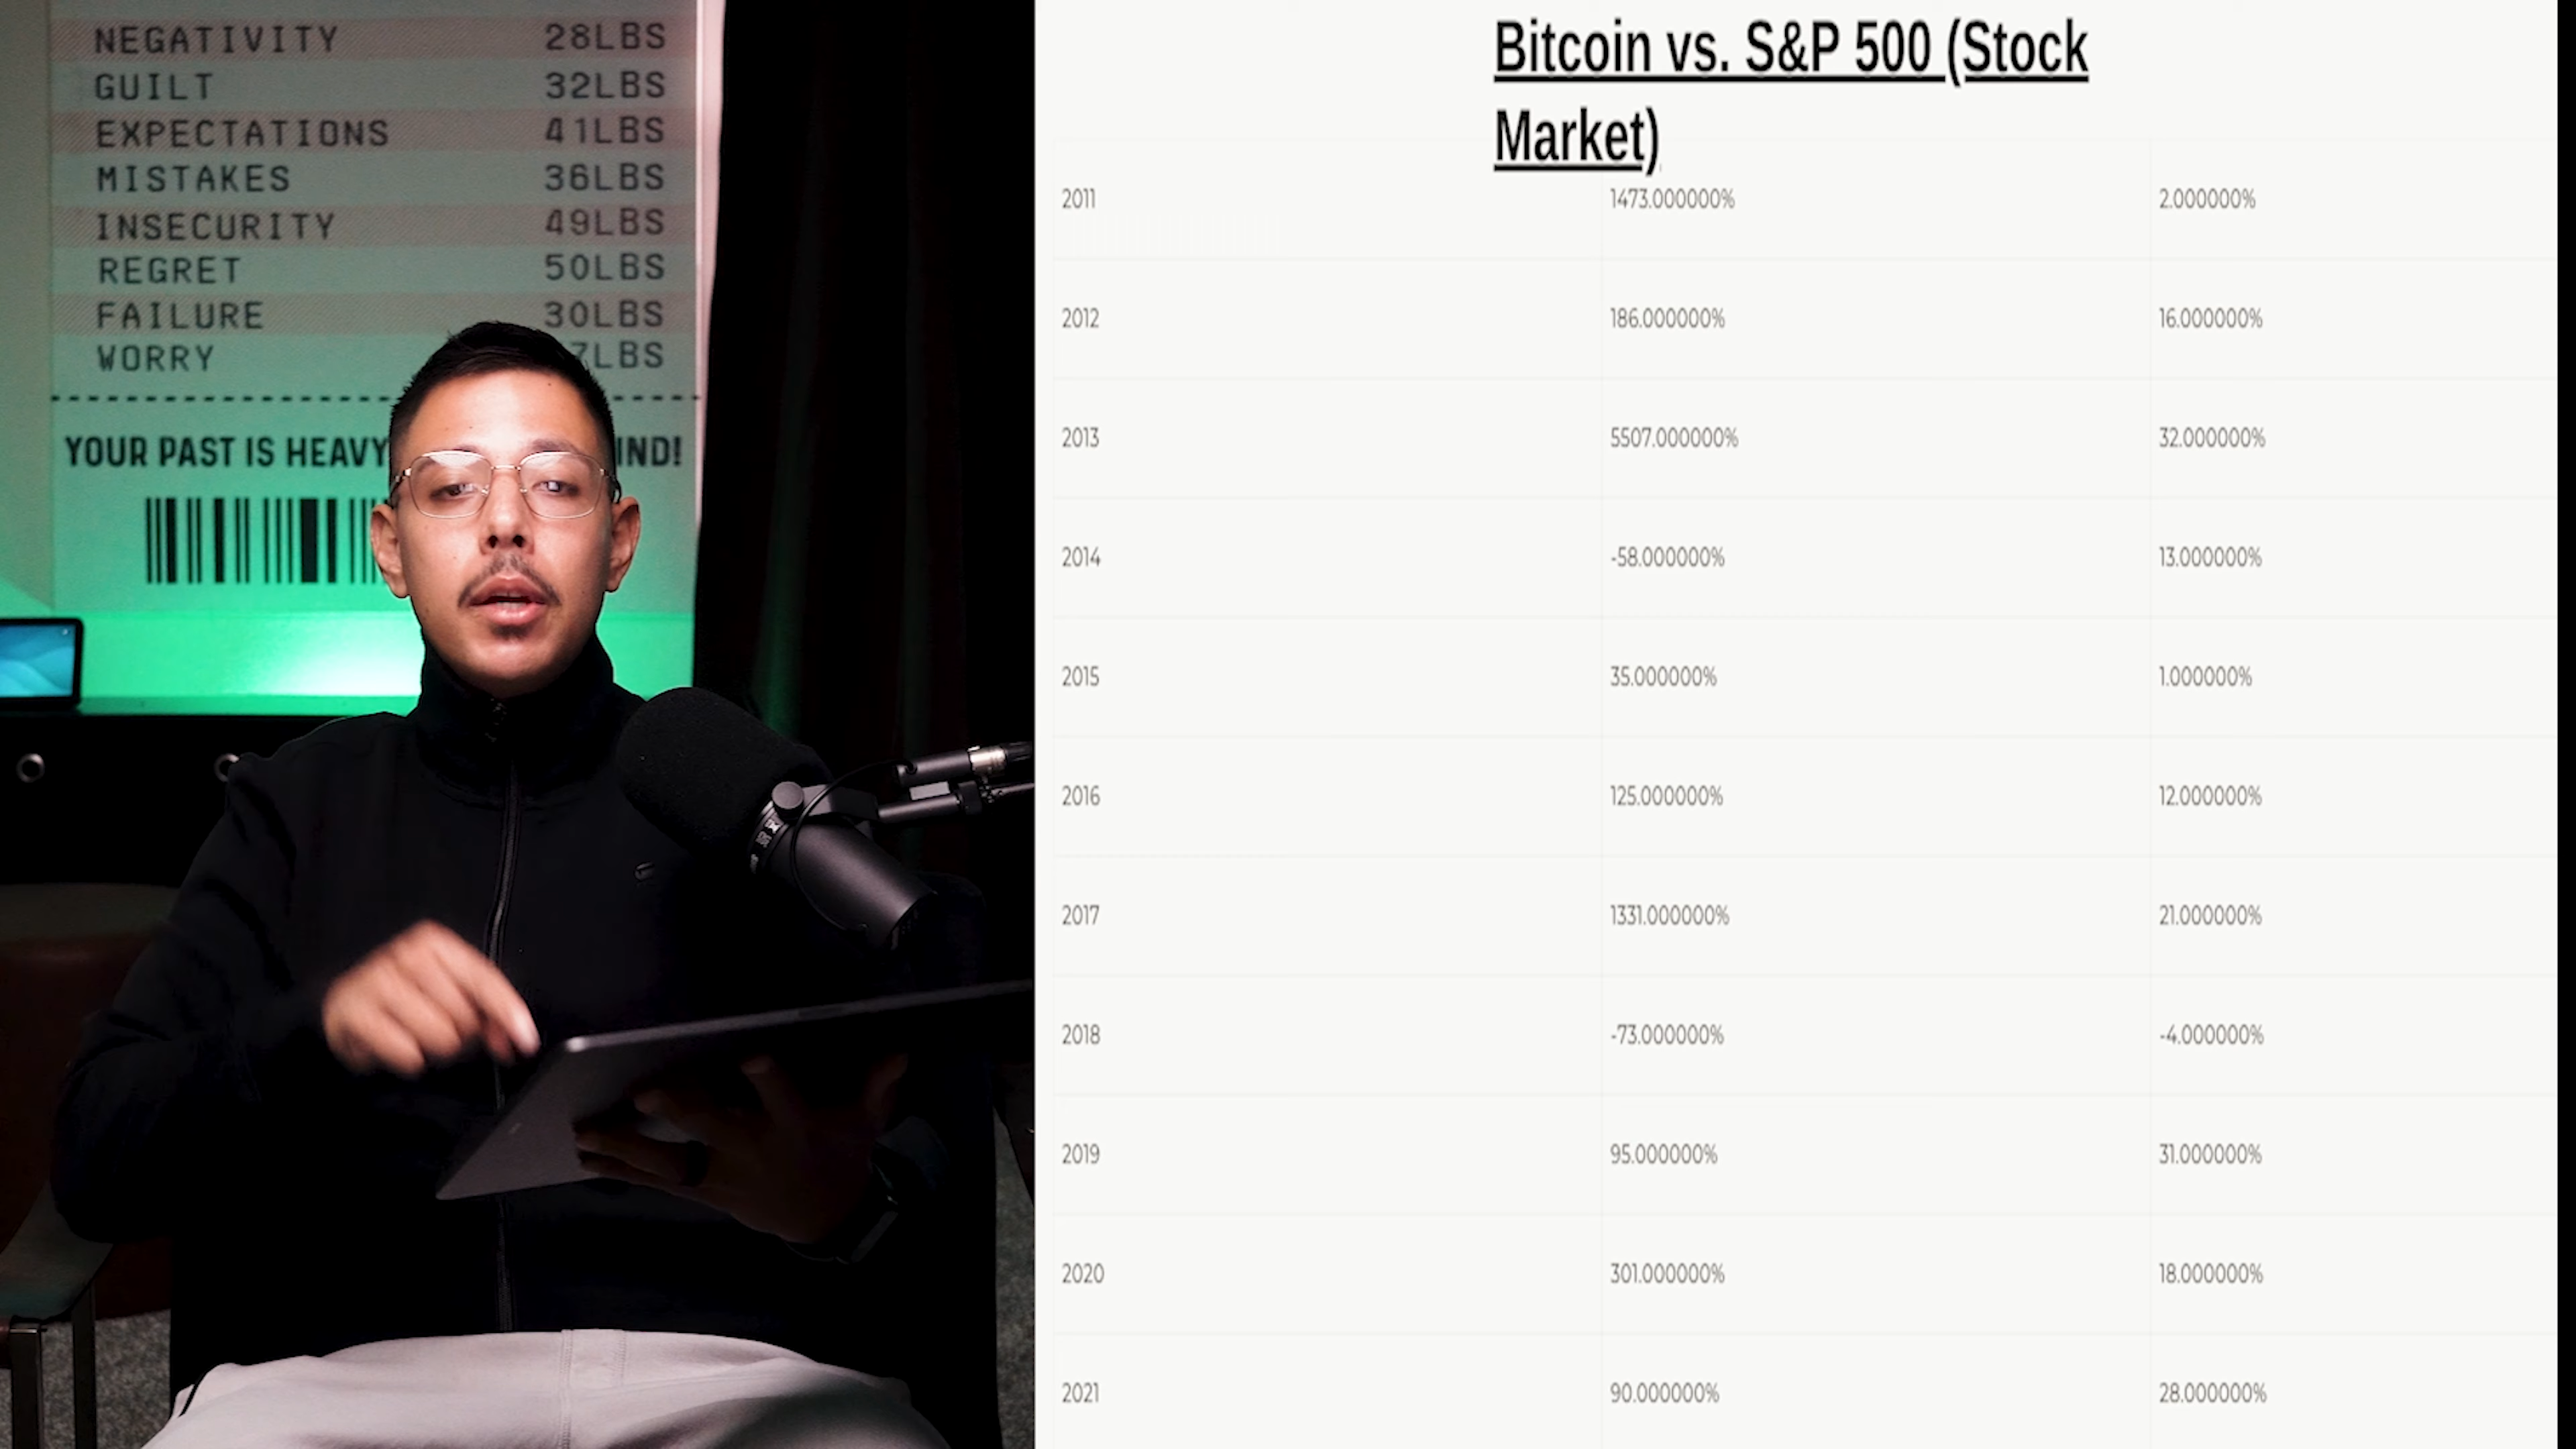 NEGATIVITY 28LBS
GUILT 32LBS
EXPECTATIONS 41LBS
MISTAKES 36LBS
INSECURITY 49LBS
REGRET 50LBS
FAILURE 30LBS
WORRY 7LBS
YOUR PAST IS HEAVY
Bitcoin vs. S&P 500 (Stock
Market)
2011 1473.000000% 2.000000%
2012 186.000000% 16.000000%
2013 5507.000000% 32.000000%
2014 -58.000000% 13.000000%
2015 35.000000% 1.000000%
2016 125.000000% 12.000000%
2017 1331.000000% 21.000000%
2018 -73.000000% -4.000000%
2019 95.000000% 31.000000%
2020 301.000000% 18.000000%
2021 90.000000% 28.000000%